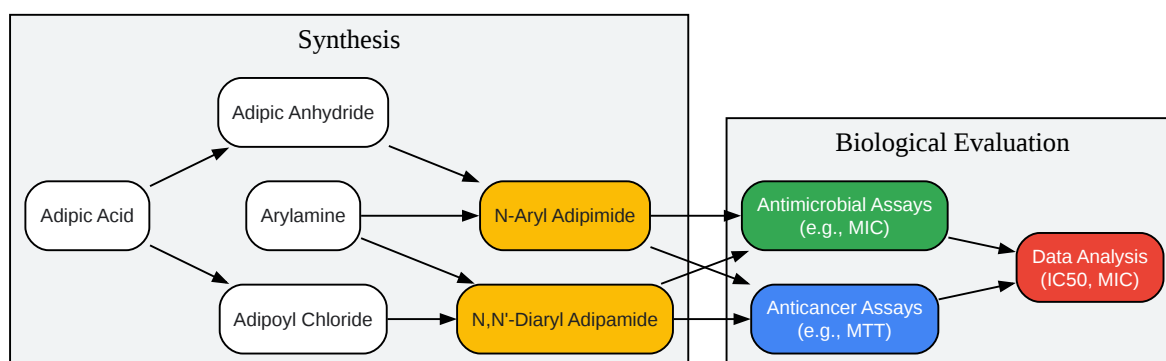 Synthesis
Adipic Anhydride
Adipic Acid
Arylamine
N-Aryl Adipimide
Adipoyl Chloride
N,N'-Diaryl Adipamide
Biological Evaluation
Antimicrobial Assays
(e.g., MIC)
Anticancer Assays
(e.g., MTT)
Data Analysis
(IC50, MIC)